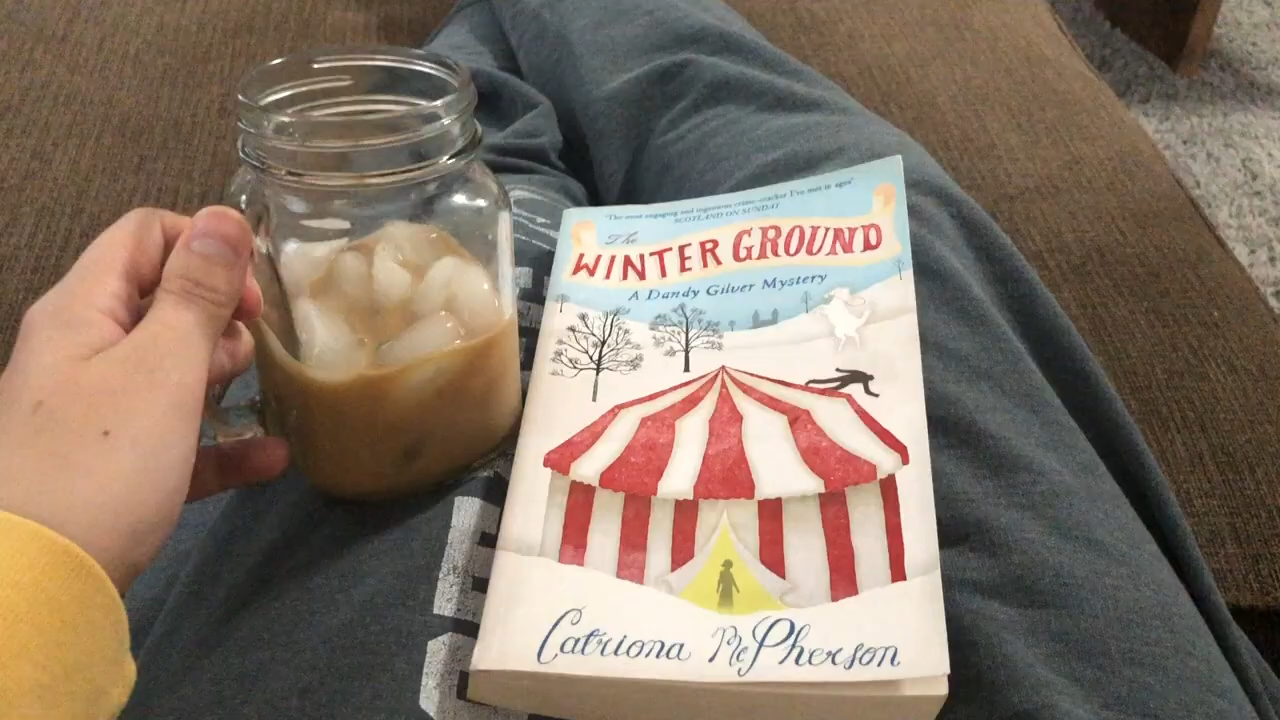 'The most engaging and ingenious crime-cracker I've met in ages'
SCOTLAND ON SUNDAY
The
WINTER GROUND
A Dandy Gilver Mystery
Catriona McPherson